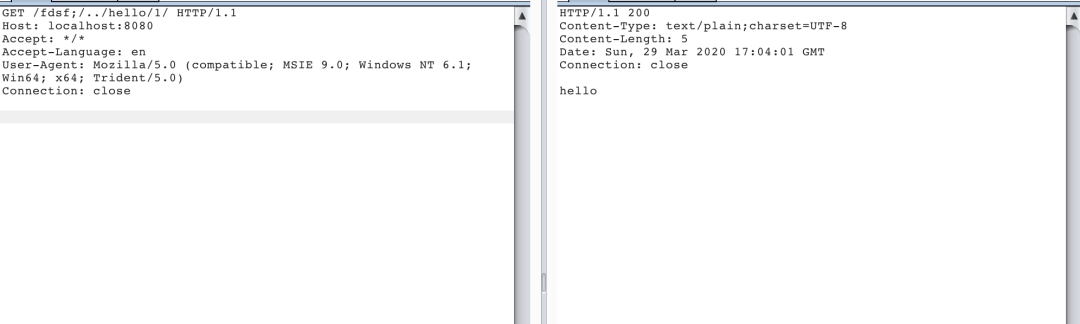 GET /fdsf;/../hello/1/ HTTP/1.1
Host: localhost:8080
Accept: */*
Accept-Language: en
User-Agent: Mozilla/5.0 (compatible; MSIE 9.0; Windows NT 6.1;
Win64; x64; Trident/5.0)
Connection: close
HTTP/1.1 200
Content-Type: text/plain;charset=UTF-8
Content-Length: 5
Date: Sun, 29 Mar 2020 17:04:01 GMT
Connection: close
hello